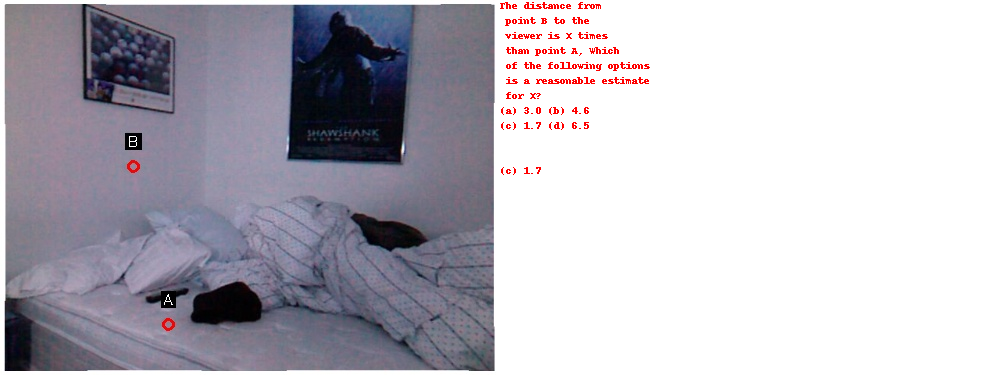 B
SHAWSHANK
REDEMPTION
A
The distance from
point B to the
viewer is X times
than point A, Which
of the following options
is a reasonable estimate
for X?
(a) 3.0 (b) 4.6
(c) 1.7 (d) 6.5
(c) 1.7